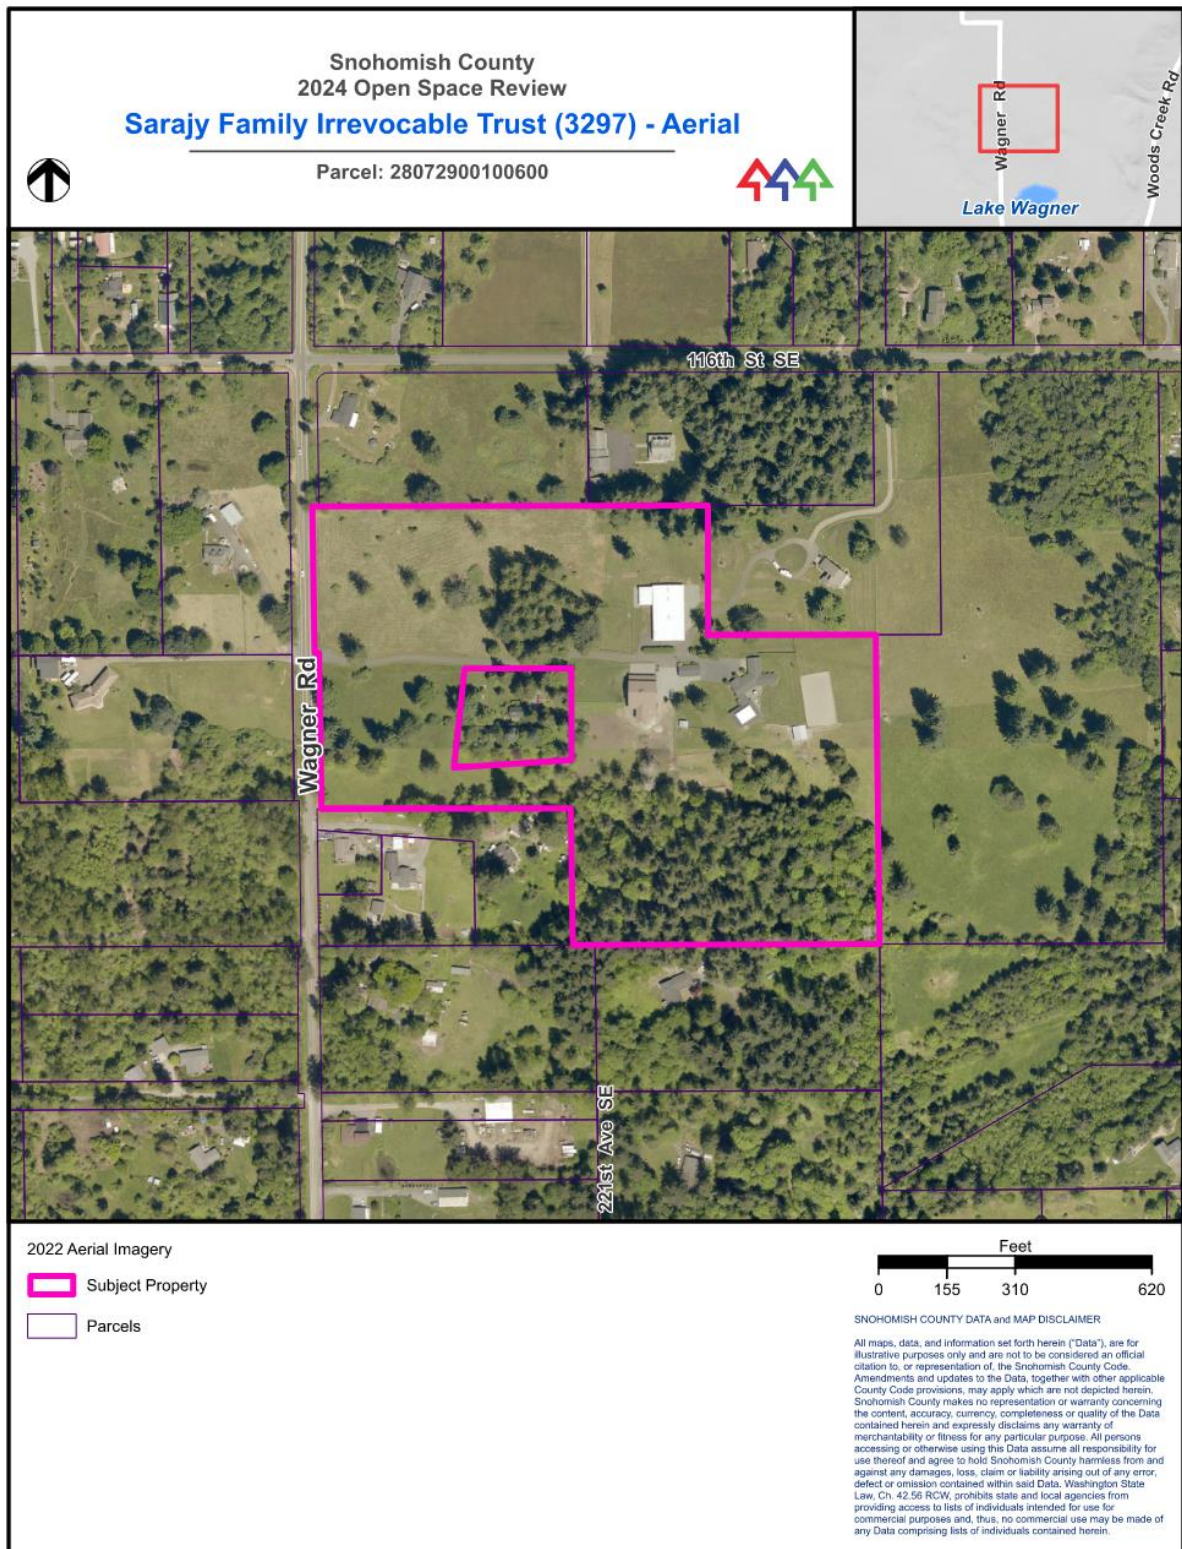 Snohomish County
2024 Open Space Review
Sarajy Family Irrevocable Trust (3297) - Aerial
Parcel: 28072900100600
Wagner Rd
Woods Creek Rd
Lake Wagner
116th St SE
Wagner Rd
221st Ave SE
2022 Aerial Imagery
Subject Property
Parcels
Feet
0 155 310 620
SNOHOMISH COUNTY DATA and MAP DISCLAIMER
All maps, data, and information set forth herein ("Data"), are for
illustrative purposes only and are not to be considered an official
citation to, or representation of, the Snohomish County Code.
Amendments and updates to the Data, together with other applicable
County Code provisions, may apply which are not depicted herein.
Snohomish County makes no representation or warranty concerning
the content, accuracy, currency, completeness or quality of the Data
contained herein and expressly disclaims any warranty of
merchantability or fitness for any particular purpose. All persons
accessing or otherwise using this Data assume all responsibility for
use thereof and agree to hold Snohomish County harmless from and
against any damages, loss, claim or liability arising out of any error,
defect or omission contained within said Data. Washington State
Law, Ch. 42.56 RCW, prohibits state and local agencies from
providing access to lists of individuals intended for use for
commercial purposes and, thus, no commercial use may be made of
any Data comprising lists of individuals contained herein.